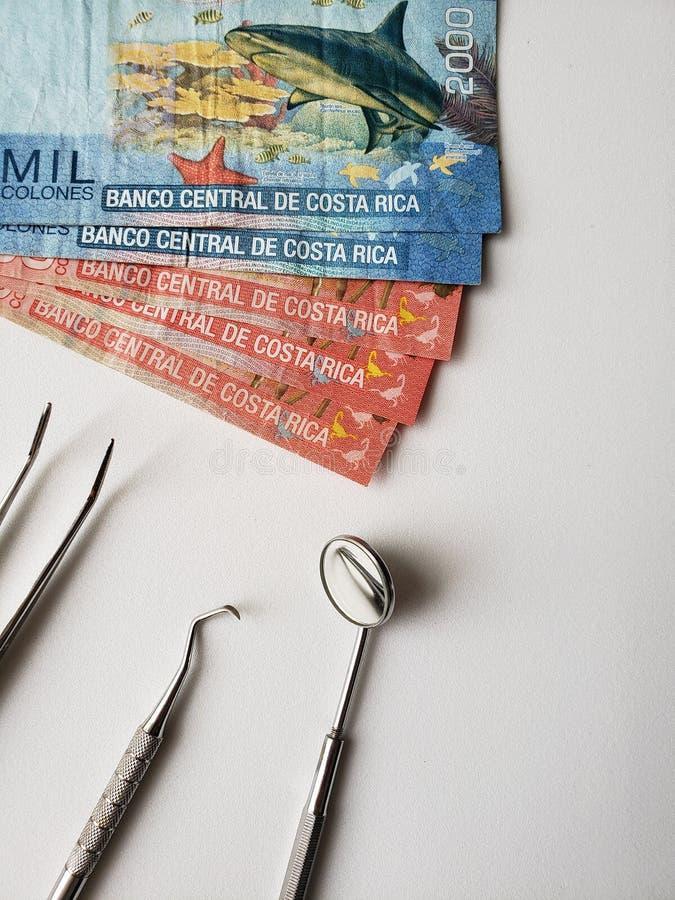 2000
MIL
COLONES
BANCO CENTRAL DE COSTA RICA
BANCO CENTRAL DE COSTA RICA
BANCO CENTRAL DE COSTA RICA
BANCO CENTRAL DE COSTA RICA
BANCO CENTRAL DE COSTA RICA
dreamstime